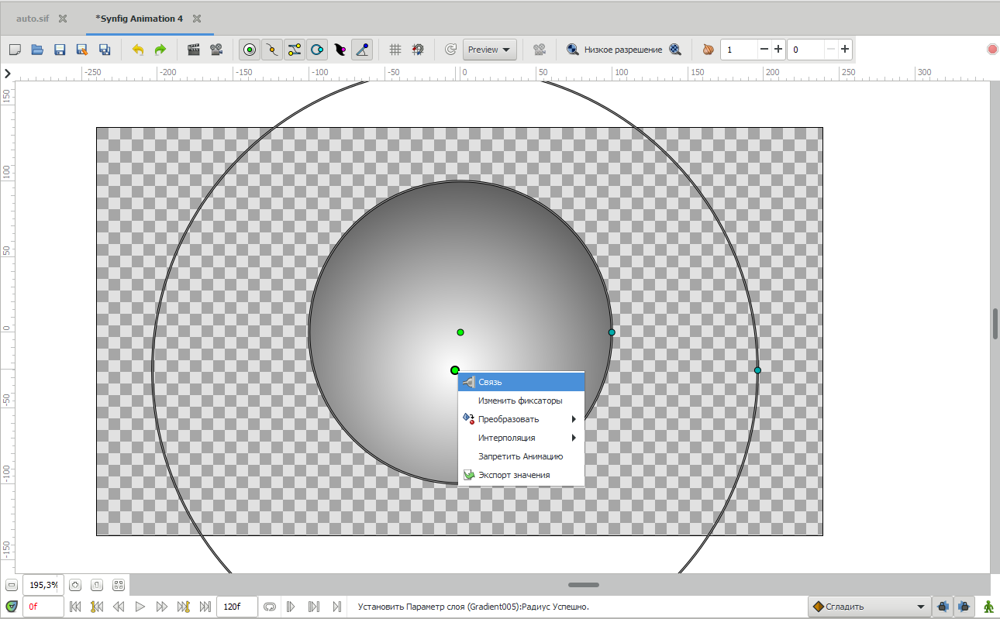 auto.sif
*Synfig Animation 4
Preview
Низкое разрешение
1
0
-250 -200 -150 -100 -50 0 50 100 150 200 250 300
150
100
50
0
-50
-100
-150
Связь
Изменить фиксаторы
Преобразовать
Интерполяция
Запретить Анимацию
Экспорт значения
195,3%
0f
120f
Установить Параметр слоя (Gradient005):Радиус Успешно.
Сгладить